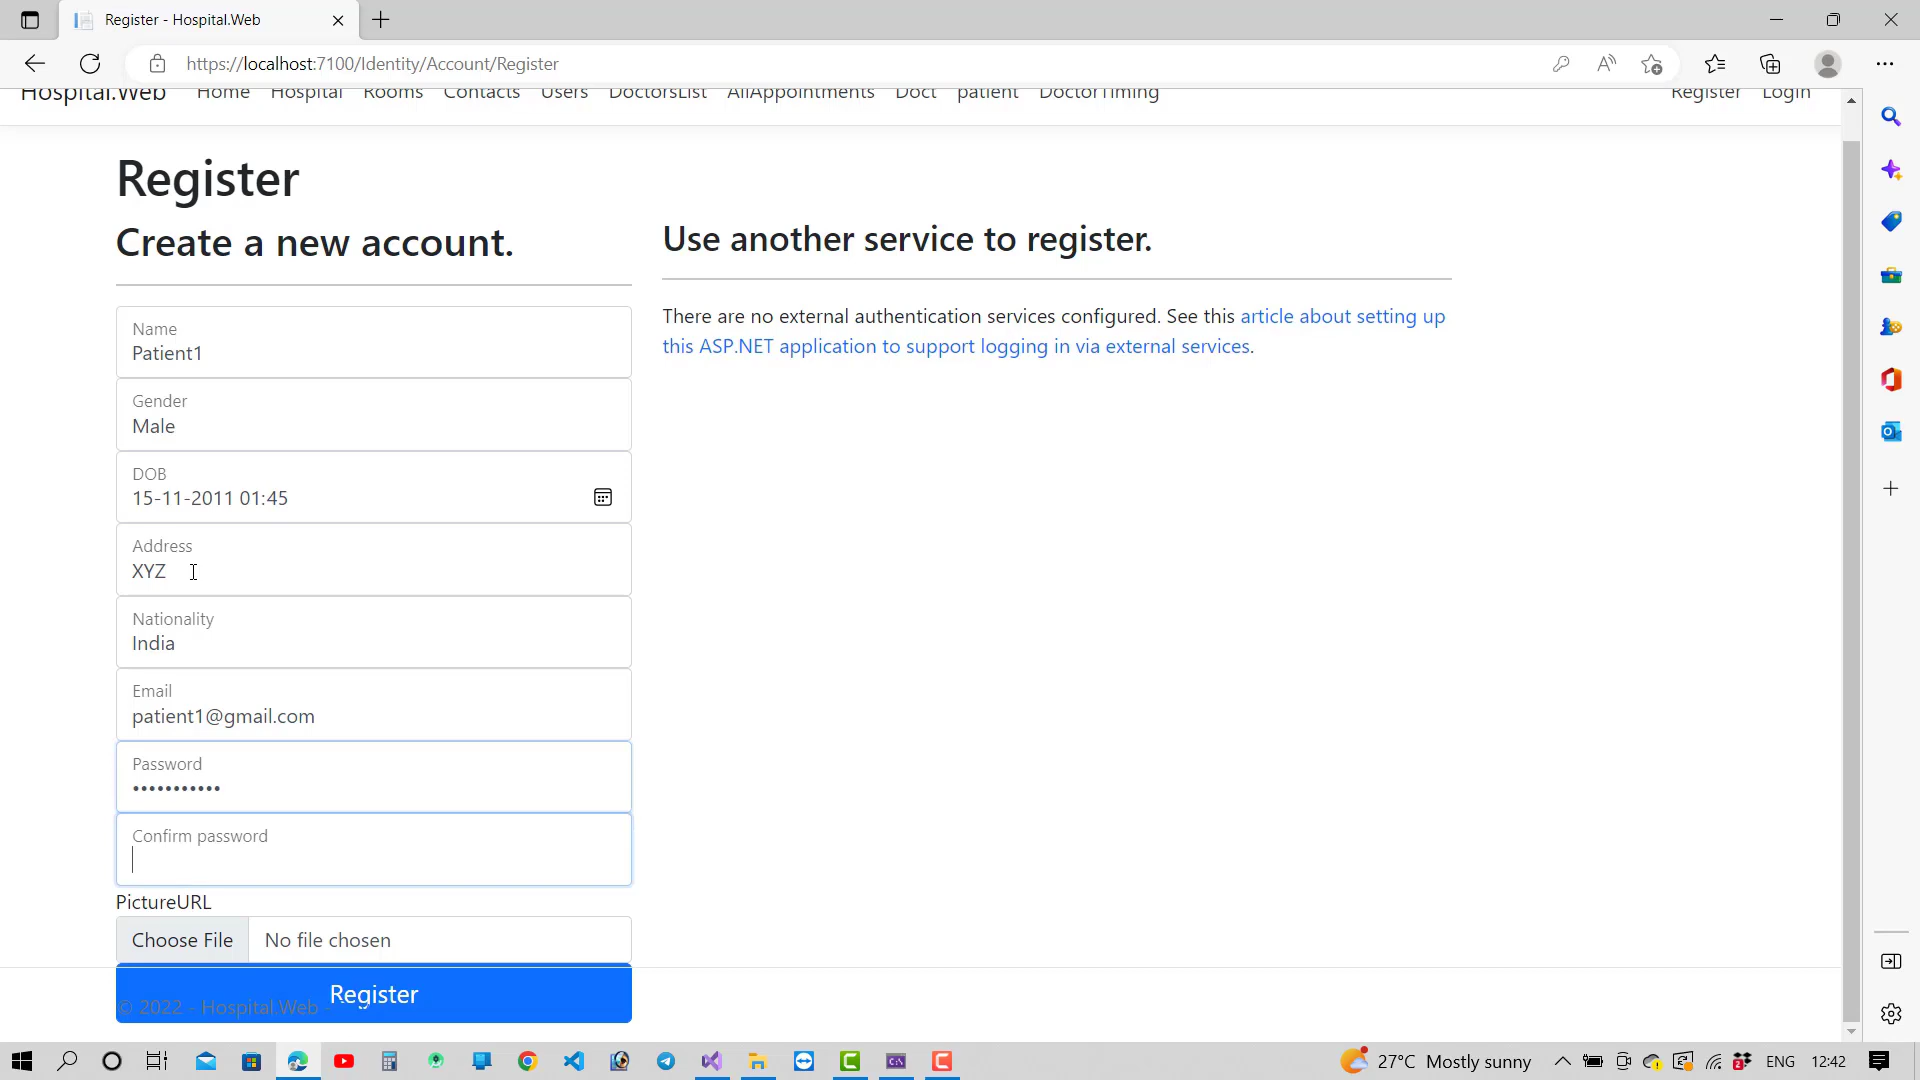 Register - Hospital.Web
https://localhost:7100/Identity/Account/Register
Hospital.Web Home Hospital Rooms Contacts Users DoctorsList AllAppointments Doct patient DoctorTiming Register Login
Register
Create a new account.
Use another service to register.
There are no external authentication services configured. See this article about setting up
this ASP.NET application to support logging in via external services.
Name
Patient1
Gender
Male
DOB
15-11-2011 01:45
Address
XYZ
Nationality
India
Email
patient1@gmail.com
Password
•••••••••••
Confirm password
PictureURL
Choose File No file chosen
Register
© 2022 - Hospital.Web -
27°C Mostly sunny ENG 12:42